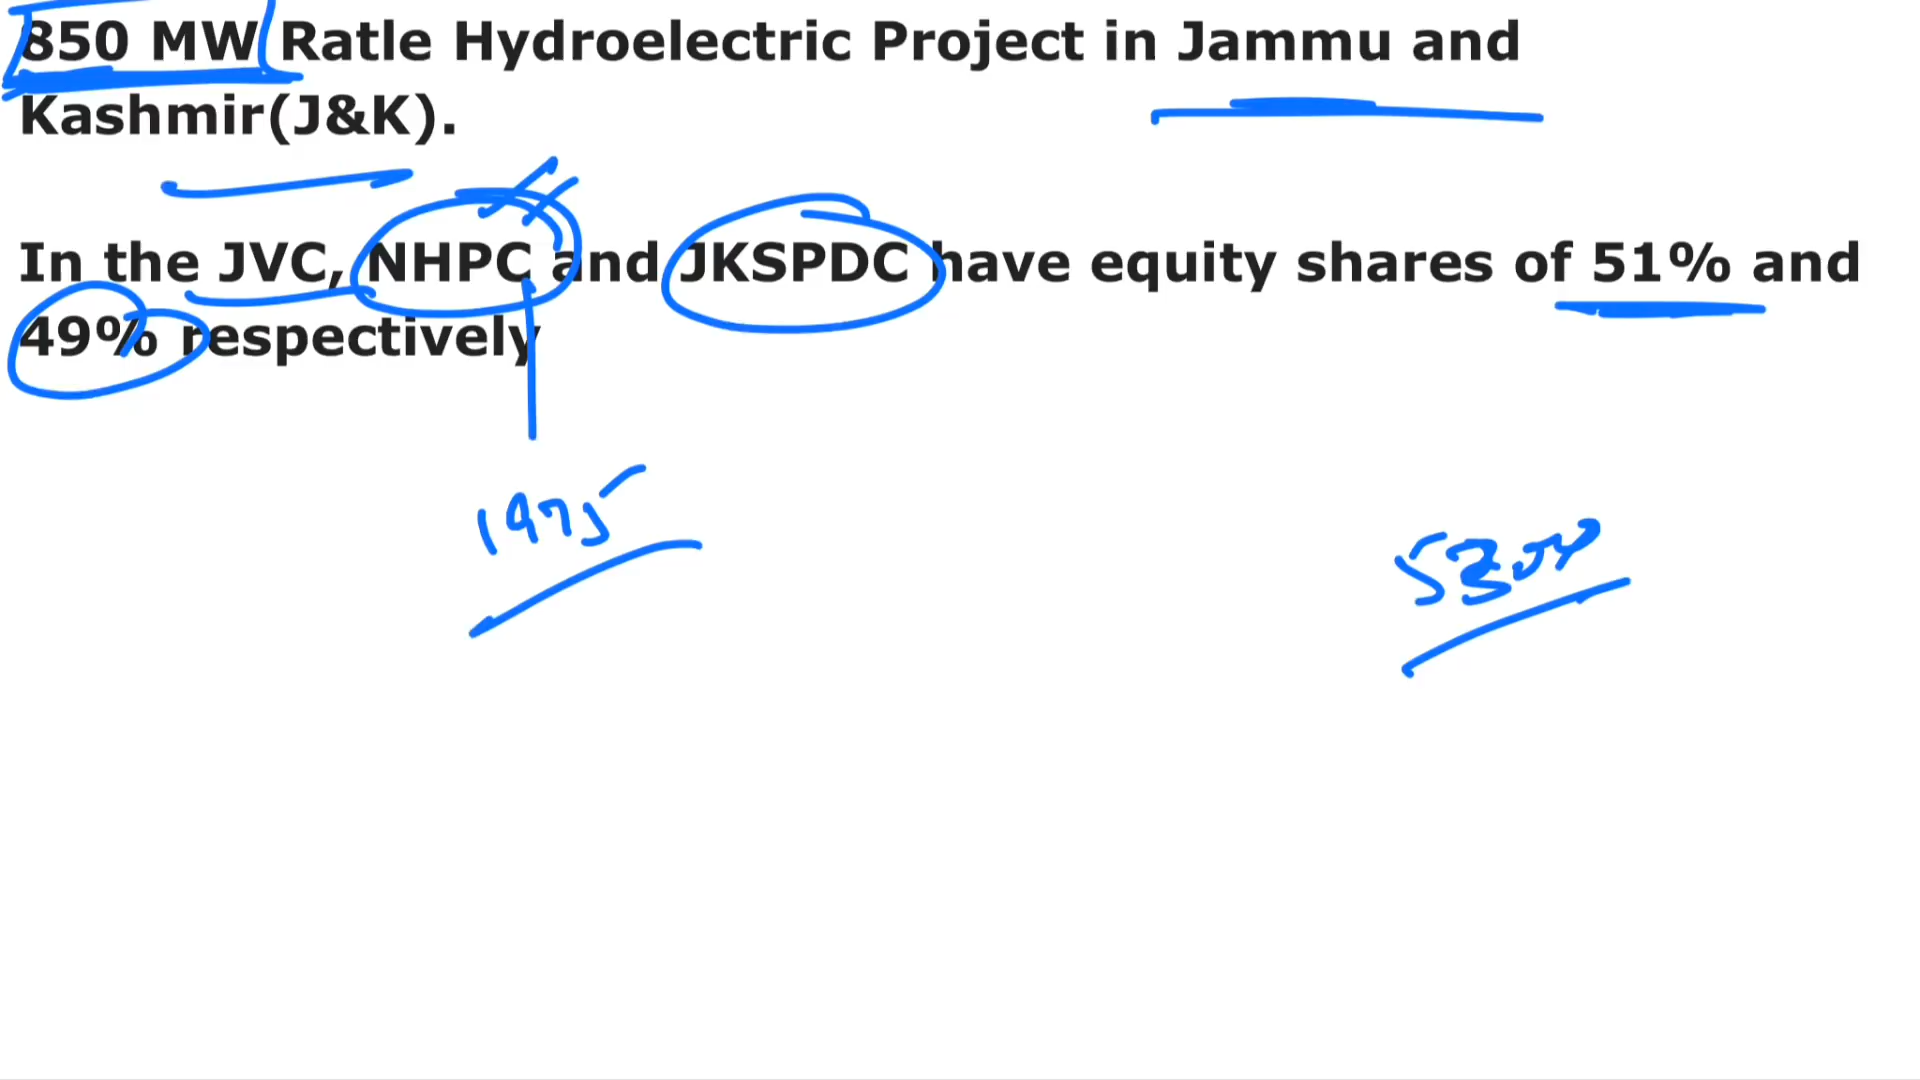 850 MW Ratle Hydroelectric Project in Jammu and
Kashmir(J&K).
In the JVC, NHPC and JKSPDC have equity shares of 51% and
49% respectively
1975